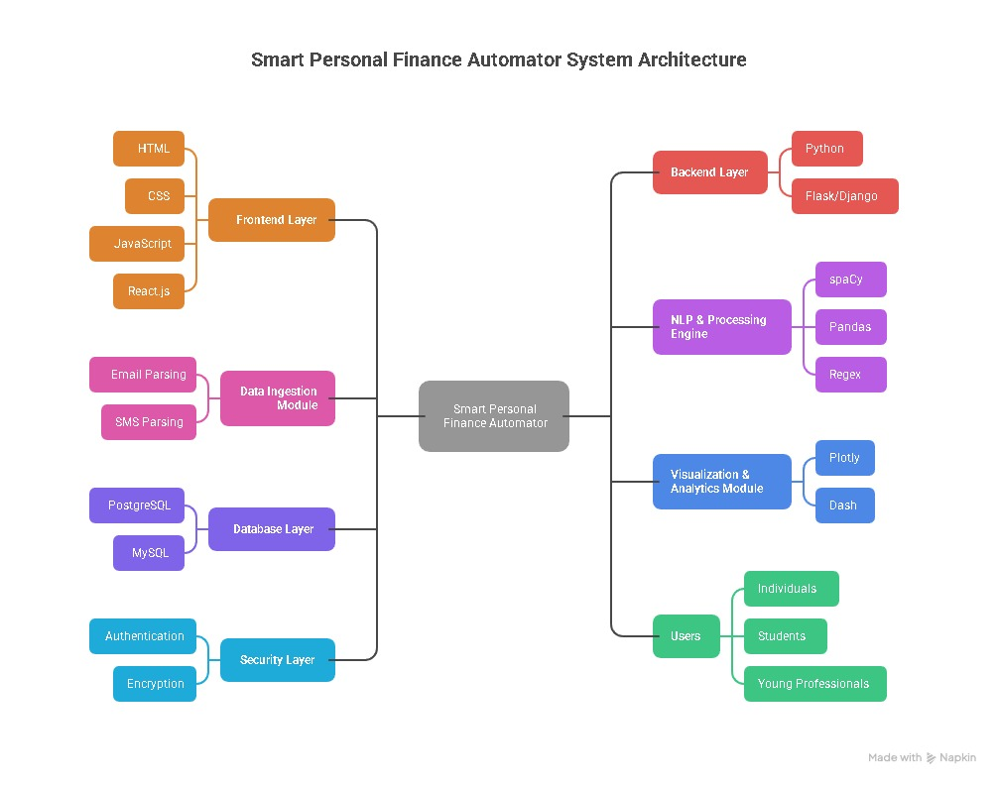 Smart Personal Finance Automator System Architecture
HTML
CSS
JavaScript
React.js
Frontend Layer
Email Parsing
SMS Parsing
Data Ingestion
Module
PostgreSQL
MySQL
Database Layer
Authentication
Encryption
Security Layer
Smart Personal
Finance Automator
Backend Layer
Python
Flask/Django
NLP & Processing
Engine
spaCy
Pandas
Regex
Visualization &
Analytics Module
Plotly
Dash
Users
Individuals
Students
Young Professionals
Made with Napkin